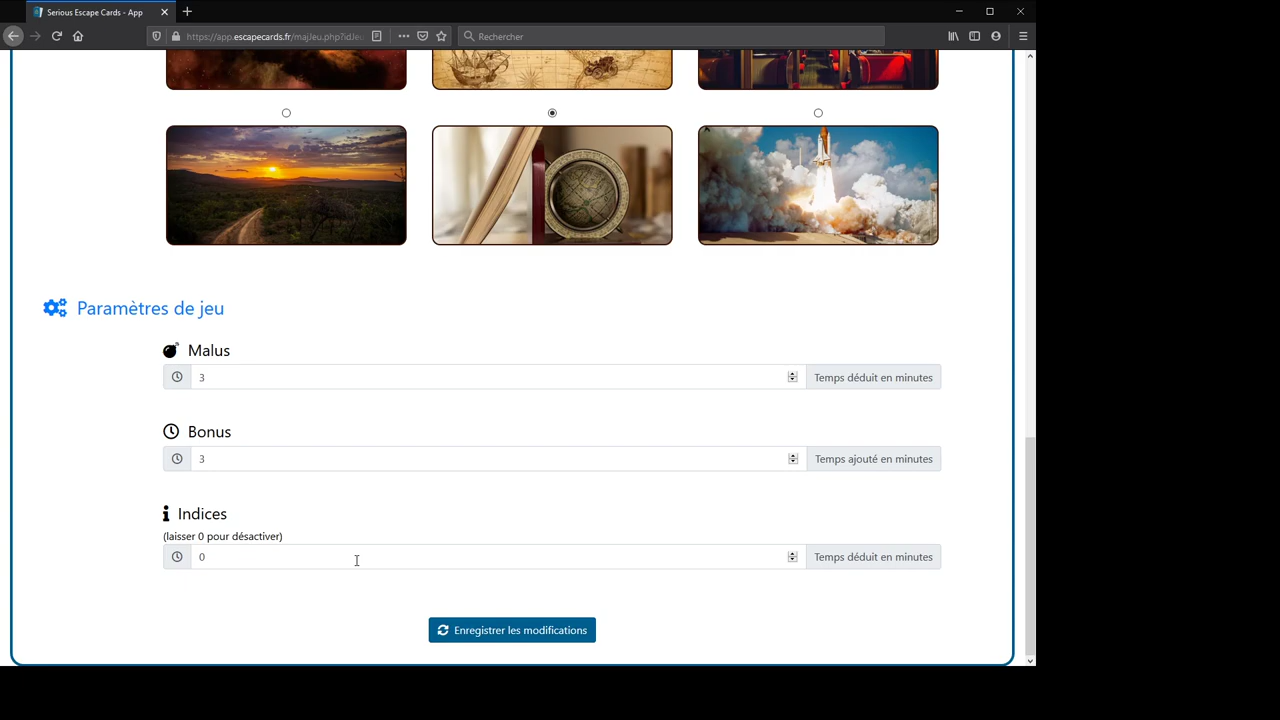 Serious Escape Cards - App
https://app.escapecards.fr/majJeu.php?idJeu
Rechercher
Paramètres de jeu
Malus
3 Temps déduit en minutes
Bonus
3 Temps ajouté en minutes
Indices
(laisser 0 pour désactiver)
0 Temps déduit en minutes
Enregistrer les modifications